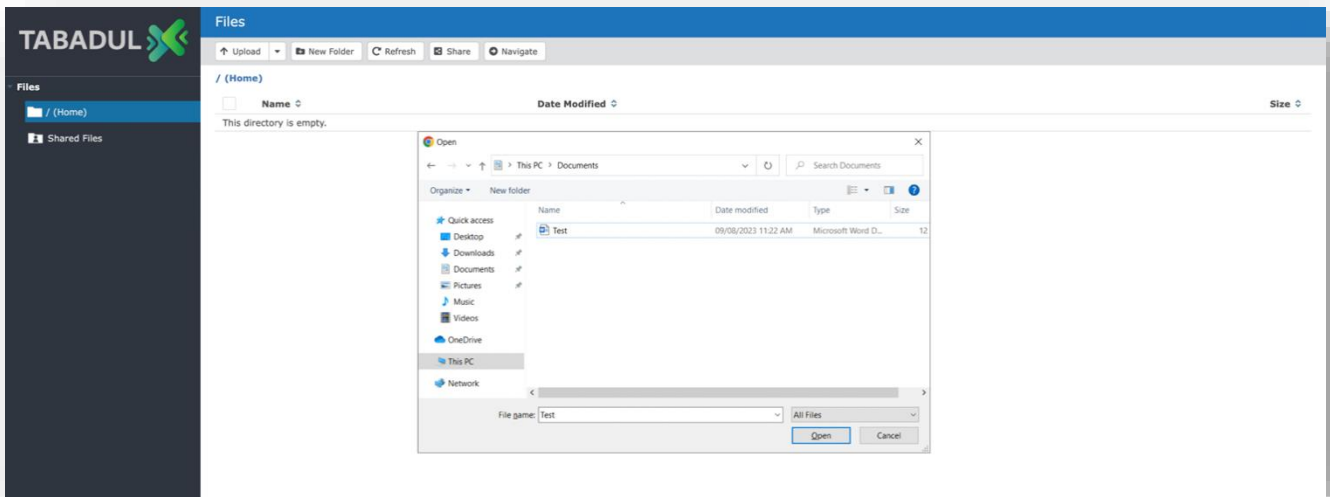 TABADUL
Files
Upload New Folder Refresh Share Navigate
Files
/ (Home)
Shared Files
/ (Home)
Name Date Modified Size
This directory is empty.
Open
This PC > Documents
Search Documents
Organize New folder
Name Date modified Type Size
Test 09/08/2023 11:22 AM Microsoft Word D... 12
Quick access
Desktop
Downloads
Documents
Pictures
Music
Videos
OneDrive
This PC
Network
File name: Test
All Files
Open Cancel